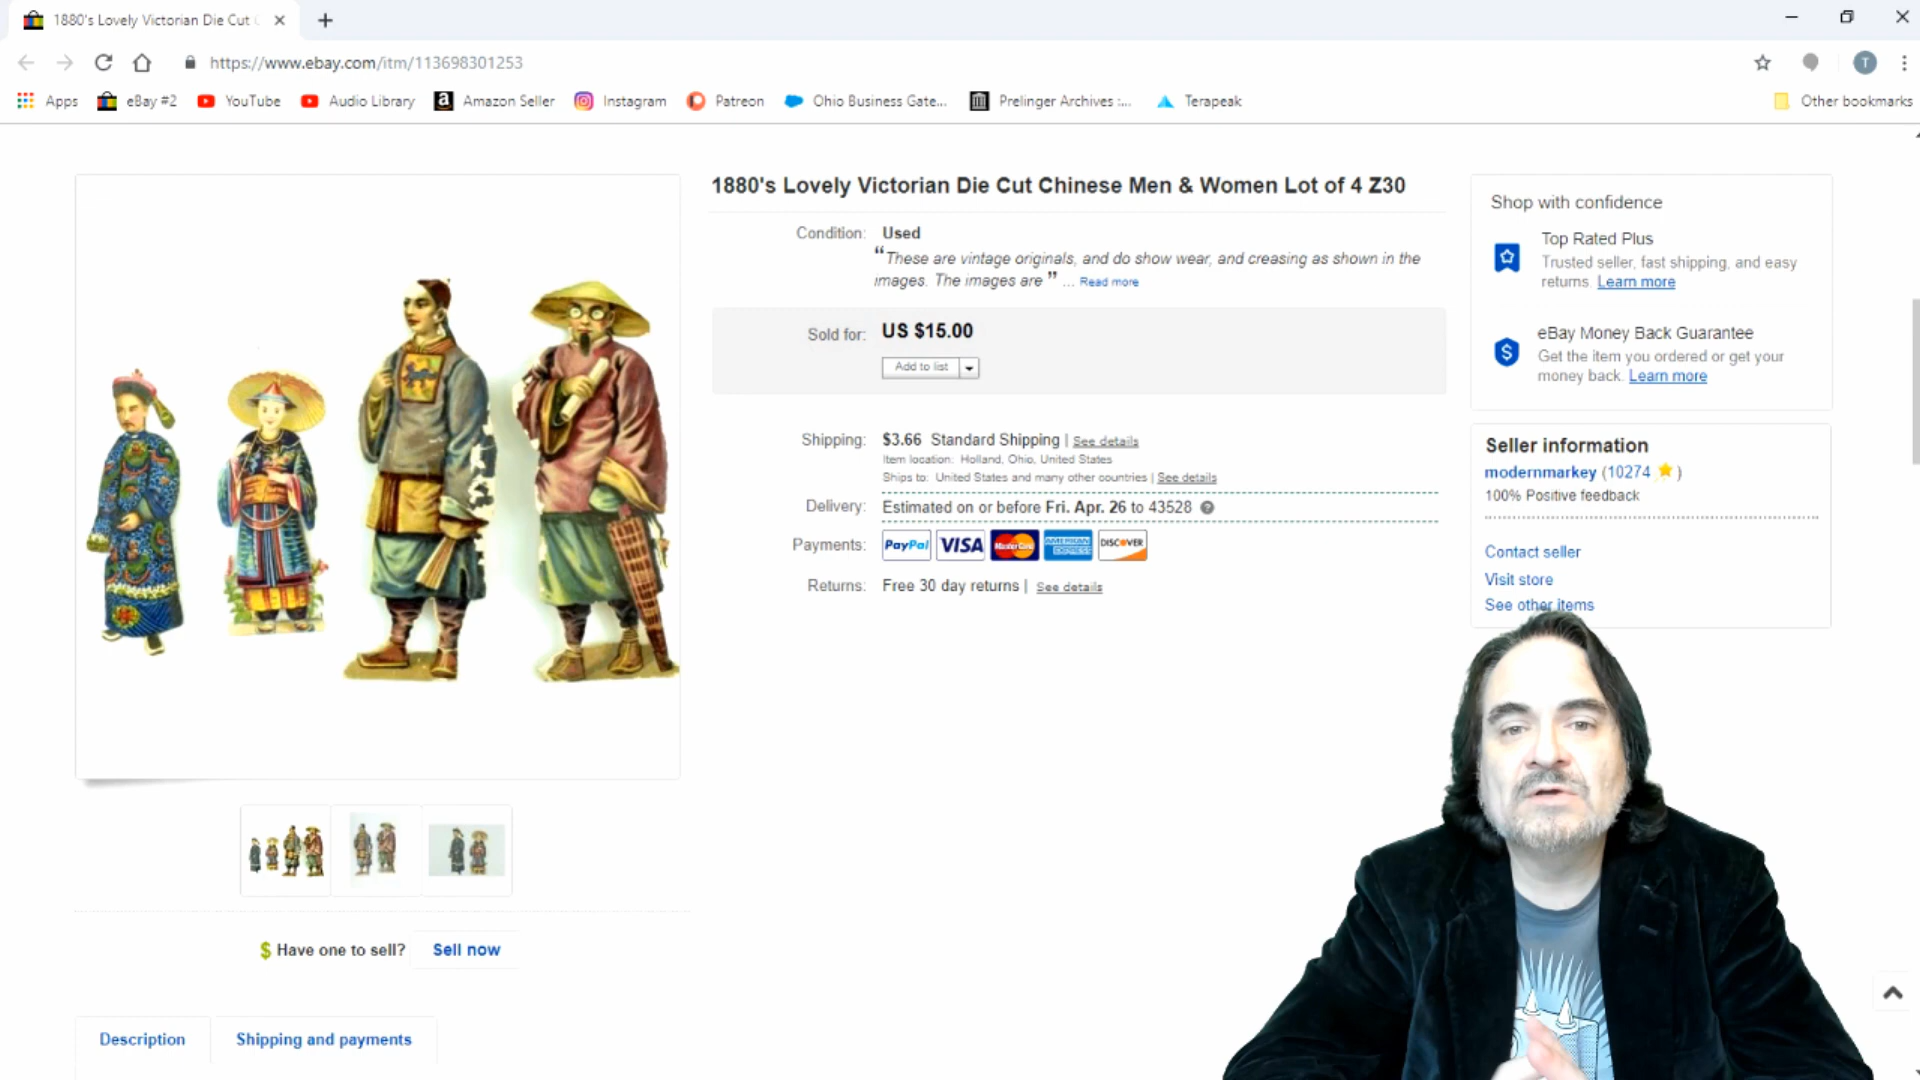 1880's Lovely Victorian Die Cut
https://www.ebay.com/itm/113698301253
T
Apps eBay #2 YouTube Audio Library Amazon Seller Instagram Patreon Ohio Business Gate... Prelinger Archives :... Terapeak Other bookmarks
1880's Lovely Victorian Die Cut Chinese Men & Women Lot of 4 Z30
Condition: Used
“These are vintage originals, and do show wear, and creasing as shown in the
images. The images are ” ... Read more
Sold for: US $15.00
Add to list
Shipping: $3.66 Standard Shipping | See details
Item location: Holland, Ohio, United States
Ships to: United States and many other countries | See details
Delivery: Estimated on or before Fri. Apr. 26 to 43528
Payments: PayPal VISA MasterCard AMERICAN EXPRESS DISCOVER
Returns: Free 30 day returns | See details
Shop with confidence
Top Rated Plus
Trusted seller, fast shipping, and easy
returns. Learn more
eBay Money Back Guarantee
Get the item you ordered or get your
money back. Learn more
Seller information
modernmarkey (10274 )
100% Positive feedback
Contact seller
Visit store
See other items
$ Have one to sell? Sell now
Description Shipping and payments